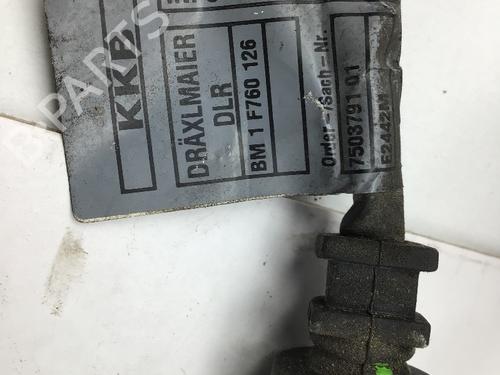 KKB
DRÄXLMAIER
DLR
BM 1 F760 126
Order-/Sach-Nr.
7503791 01
E2442M
B-PARTS